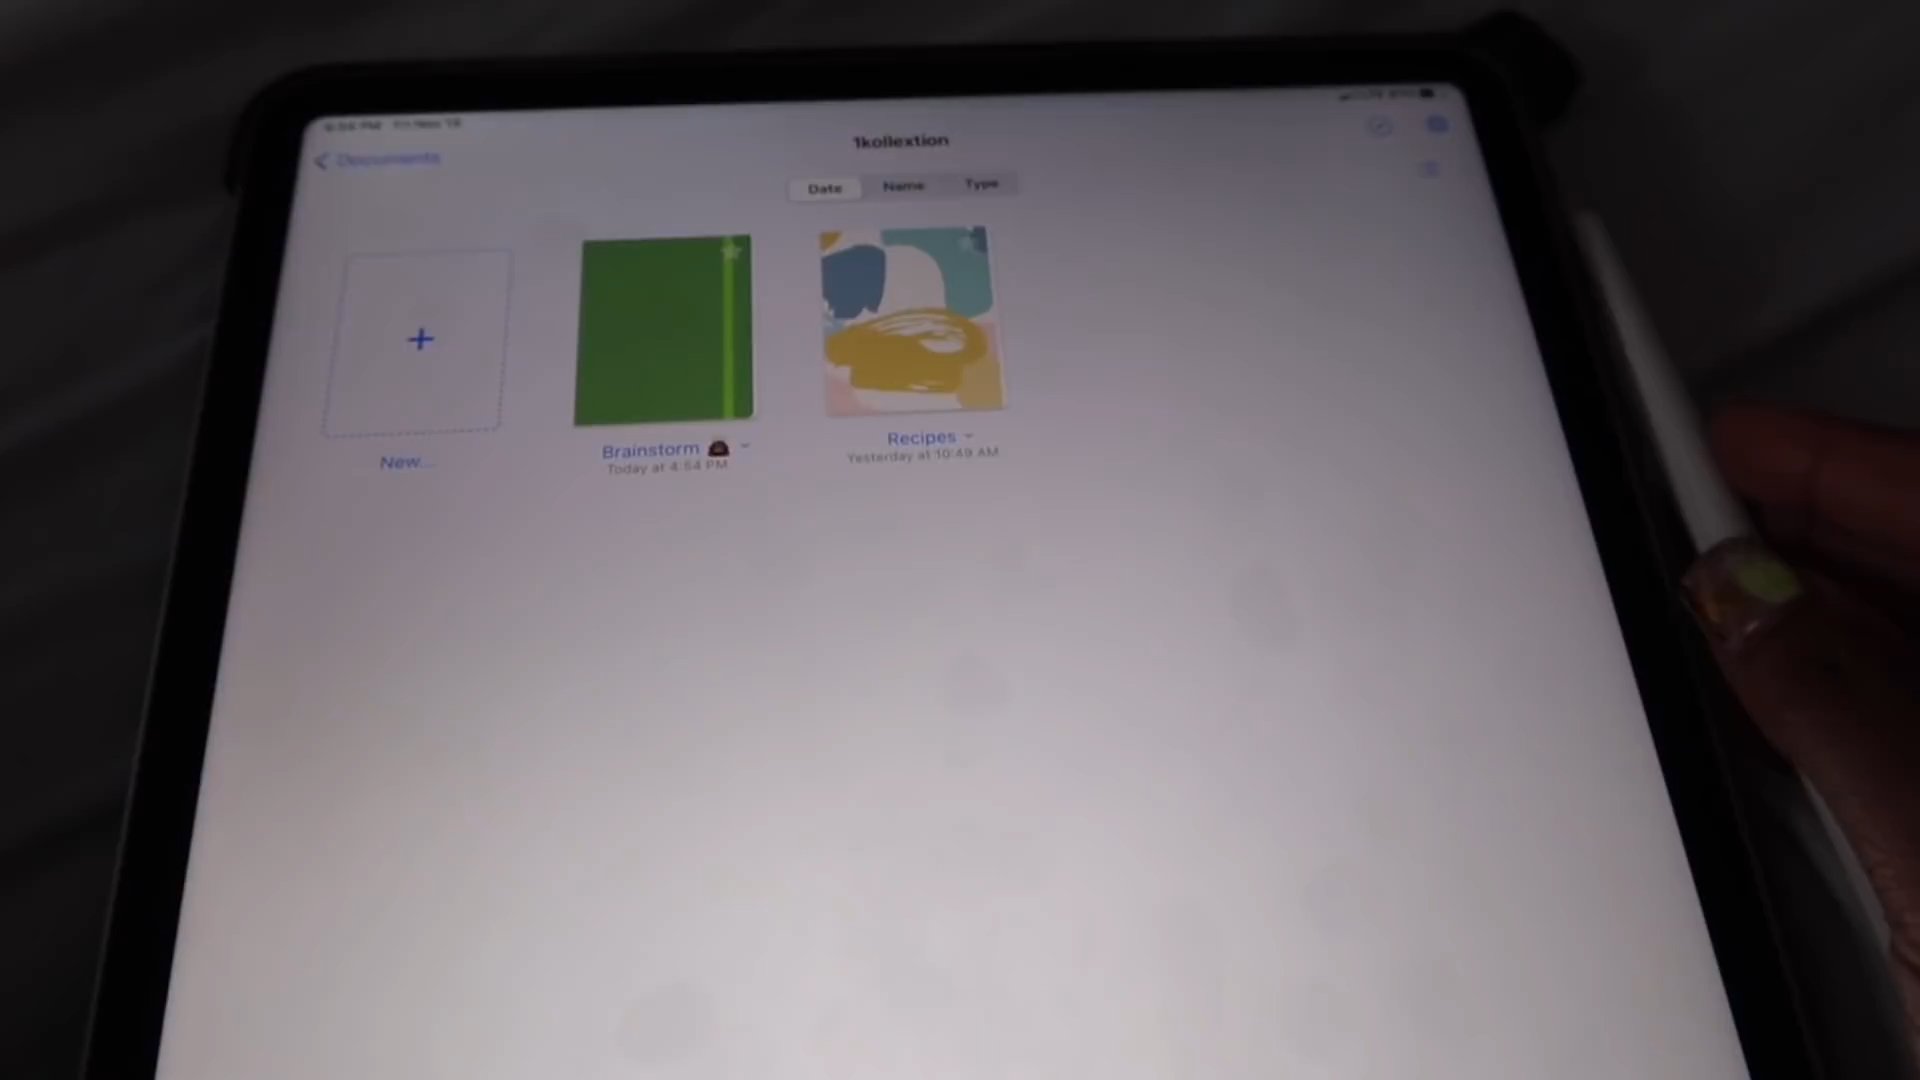 Documents
1kollextion
Date Name Type
New...
Brainstorm
Today at 4:54 PM
Recipes
Yesterday at 10:49 AM